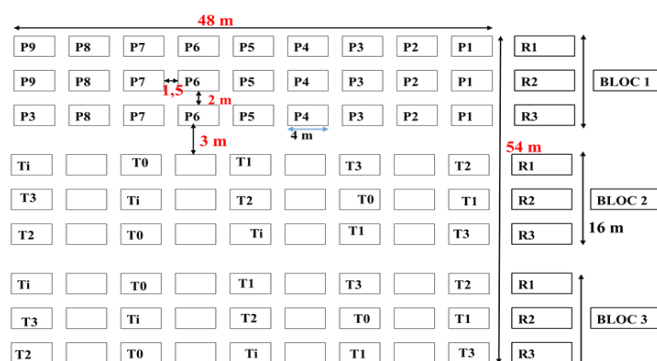 48 m
P9 P8 P7 P6 P5 P4 P3 P2 P1 R1
P9 P8 P7 P6 P5 P4 P3 P2 P1 R2 BLOC 1
1,5 2 m
P3 P8 P7 P6 P5 P4 P3 P2 P1 R3
3 m 4 m 54 m
Ti T0 T1 T3 T2 R1
T3 Ti T2 T0 T1 R2 BLOC 2
16 m
T2 T0 Ti T1 T3 R3
Ti T0 T1 T3 T2 R1
T3 Ti T2 T0 T1 R2 BLOC 3
T2 T0 Ti T1 T3 R3